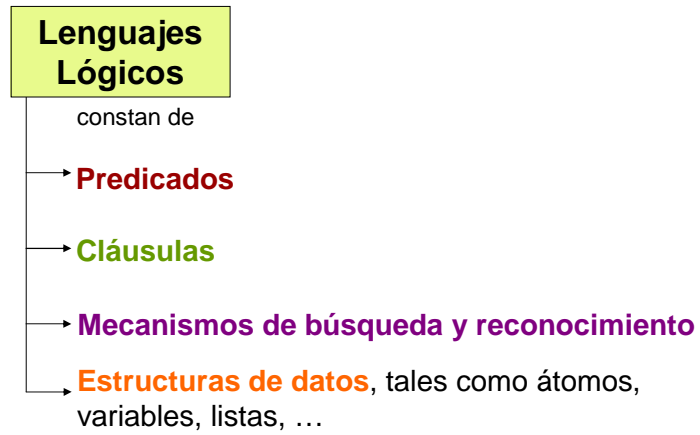 Lenguajes
Lógicos
constan de
Predicados
Cláusulas
Mecanismos de búsqueda y reconocimiento
Estructuras de datos, tales como átomos,
variables, listas, …